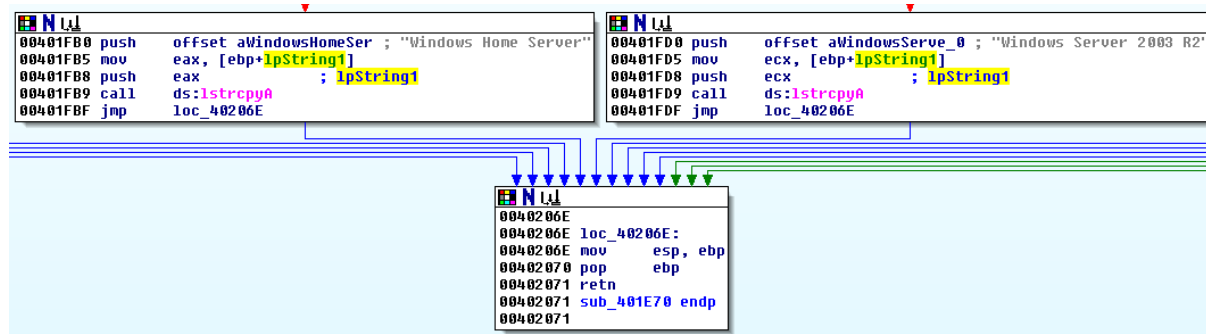 00401FB0 push offset aWindowsHomeSer ; "Windows Home Server"
00401FB5 mov eax, [ebp+lpString1]
00401FB8 push eax ; lpString1
00401FB9 call ds:lstrcpyA
00401FBF jmp loc_40206E
00401FD0 push offset aWindowsServe_0 ; "Windows Server 2003 R2"
00401FD5 mov ecx, [ebp+lpString1]
00401FD8 push ecx ; lpString1
00401FD9 call ds:lstrcpyA
00401FDF jmp loc_40206E
0040206E
0040206E loc_40206E:
0040206E mov esp, ebp
00402070 pop ebp
00402071 retn
00402071 sub_401E70 endp
00402071